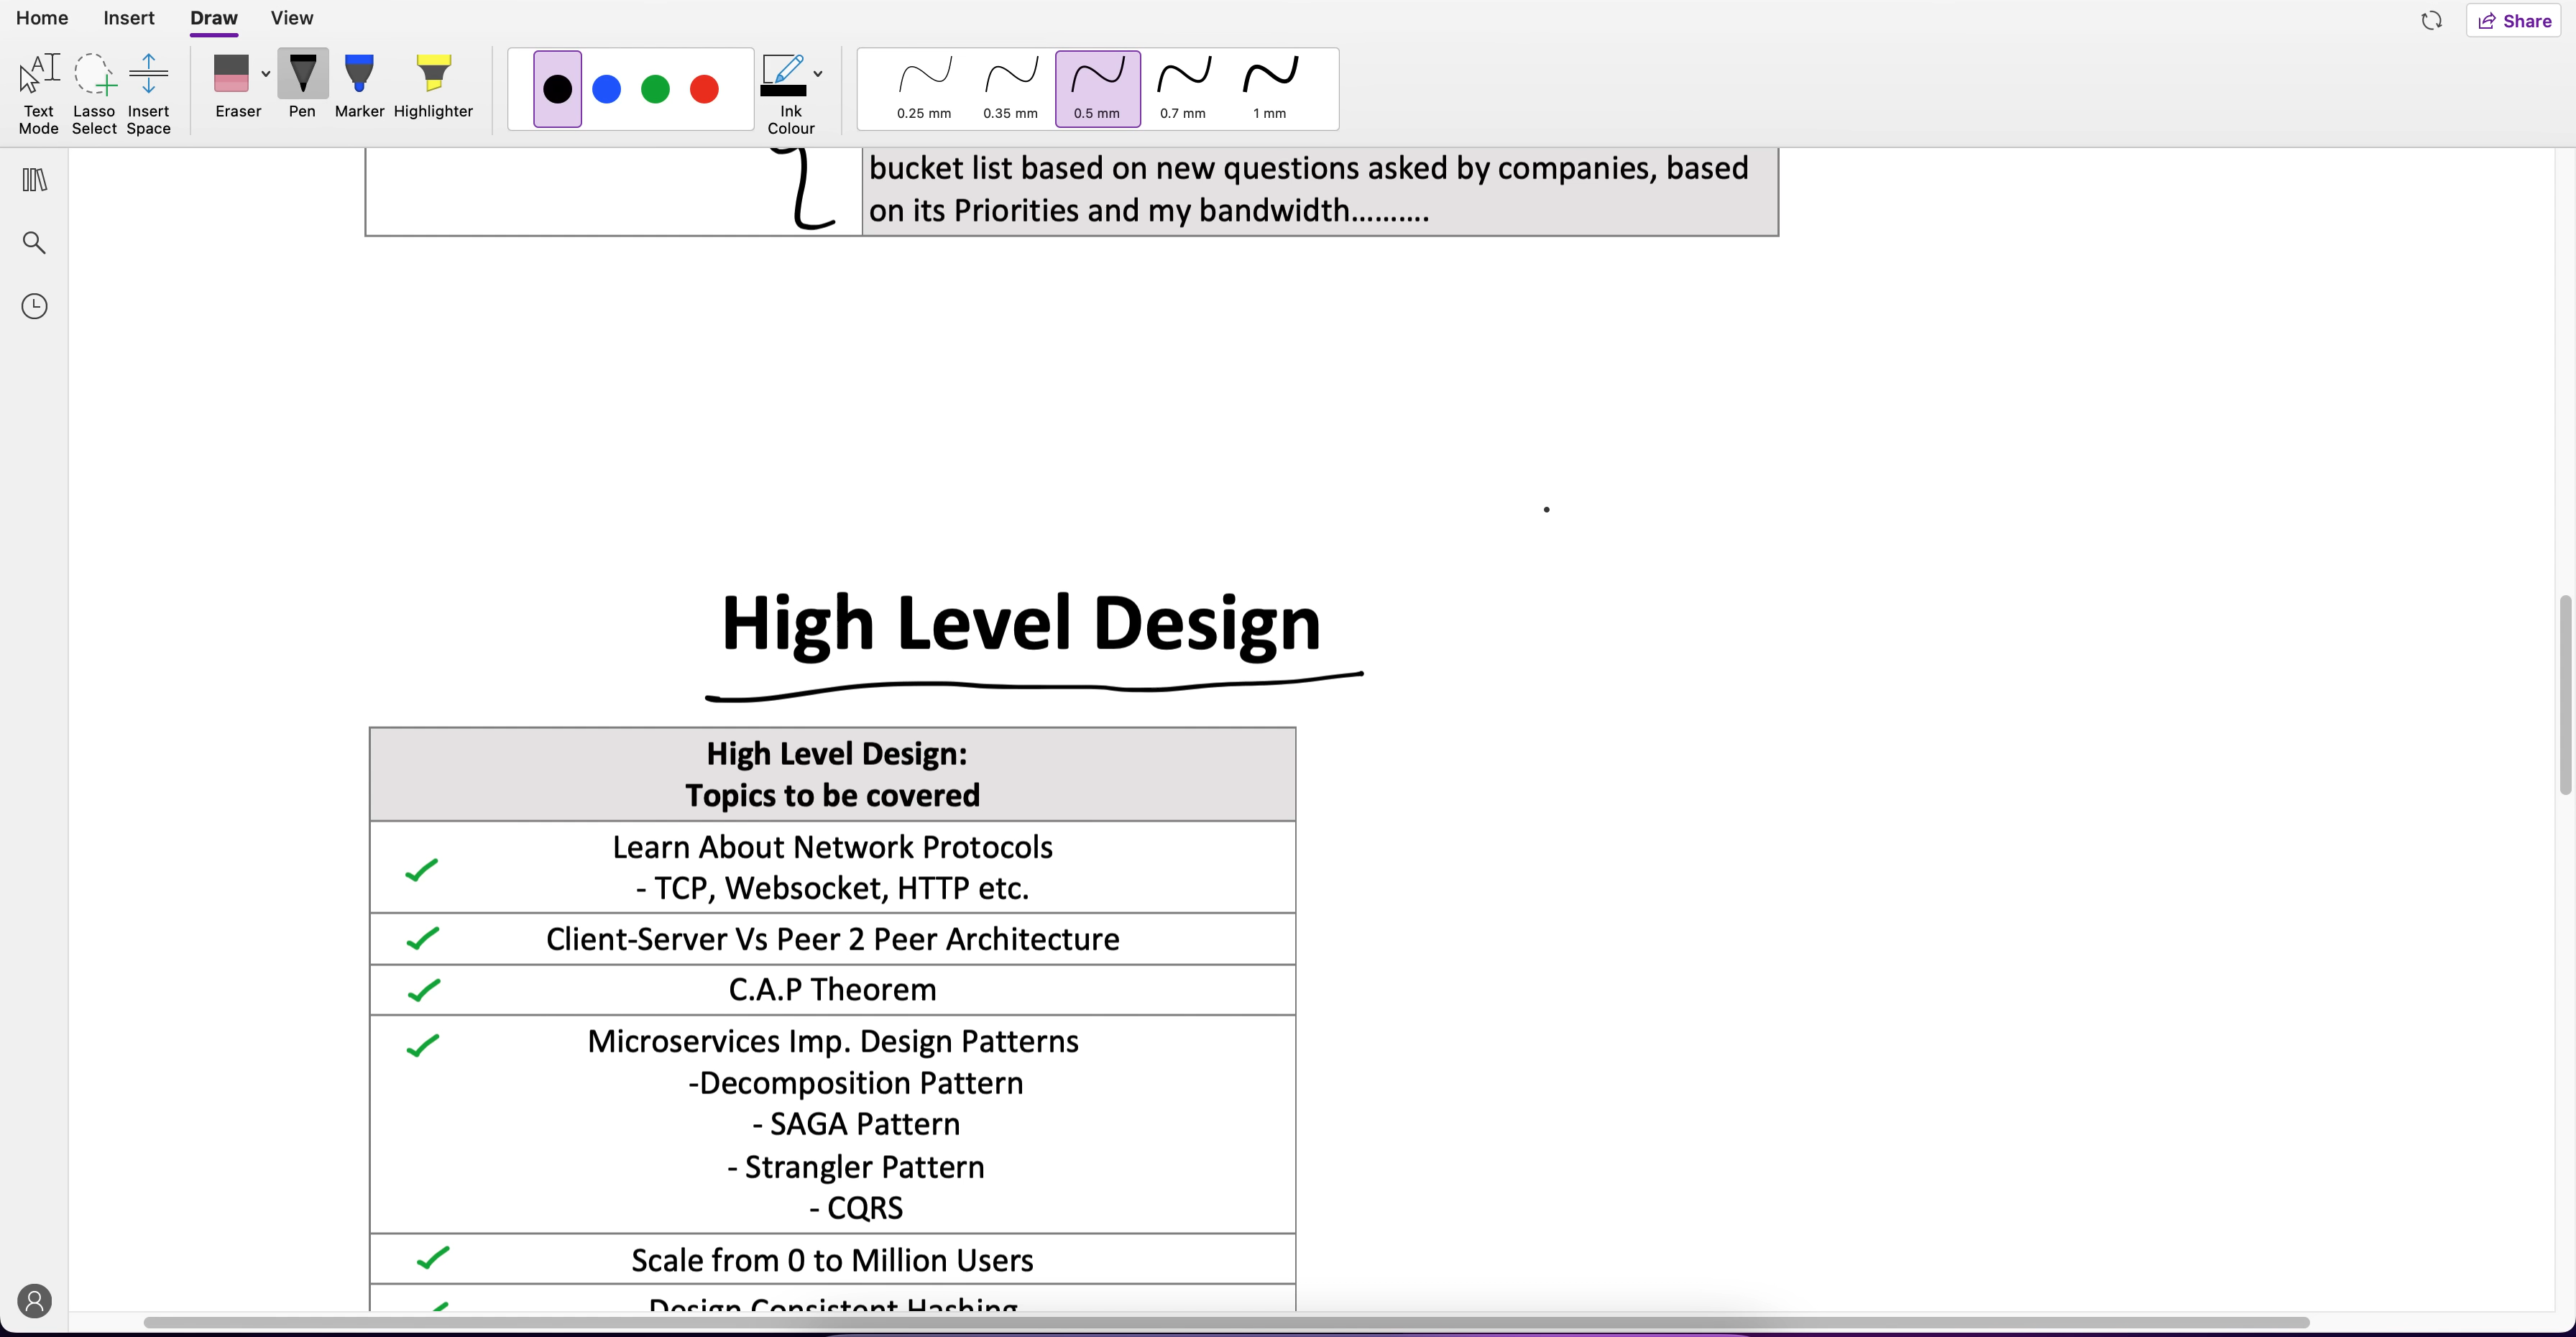 Home Insert Draw View
Share
Text Mode
Lasso Select
Insert Space
Eraser
Pen
Marker
Highlighter
Ink Colour
0.25 mm
0.35 mm
0.5 mm
0.7 mm
1 mm
bucket list based on new questions asked by companies, based
on its Priorities and my bandwidth..........
High Level Design
High Level Design:
Topics to be covered
Learn About Network Protocols
- TCP, Websocket, HTTP etc.
Client-Server Vs Peer 2 Peer Architecture
C.A.P Theorem
Microservices Imp. Design Patterns
-Decomposition Pattern
- SAGA Pattern
- Strangler Pattern
- CQRS
Scale from 0 to Million Users
Design Consistent Hashing